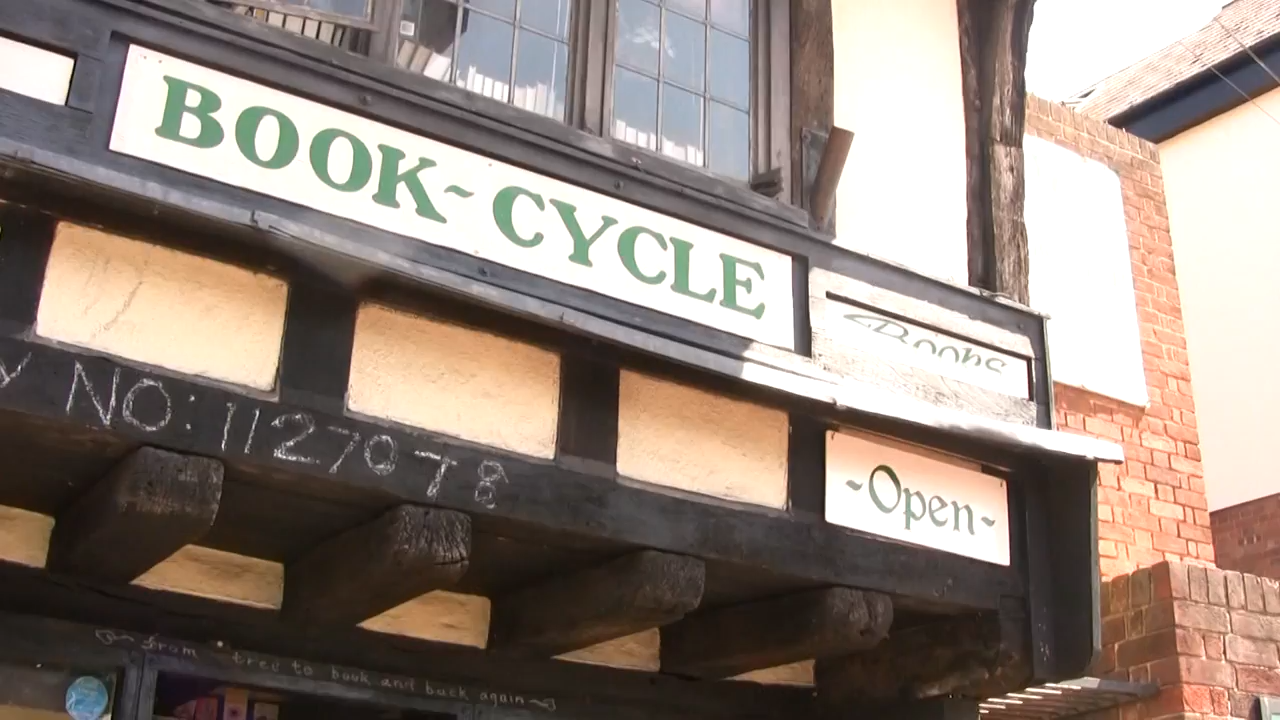 BOOK-CYCLE
Books
-Open-
Y NO: 1127078
from tree to book and back again